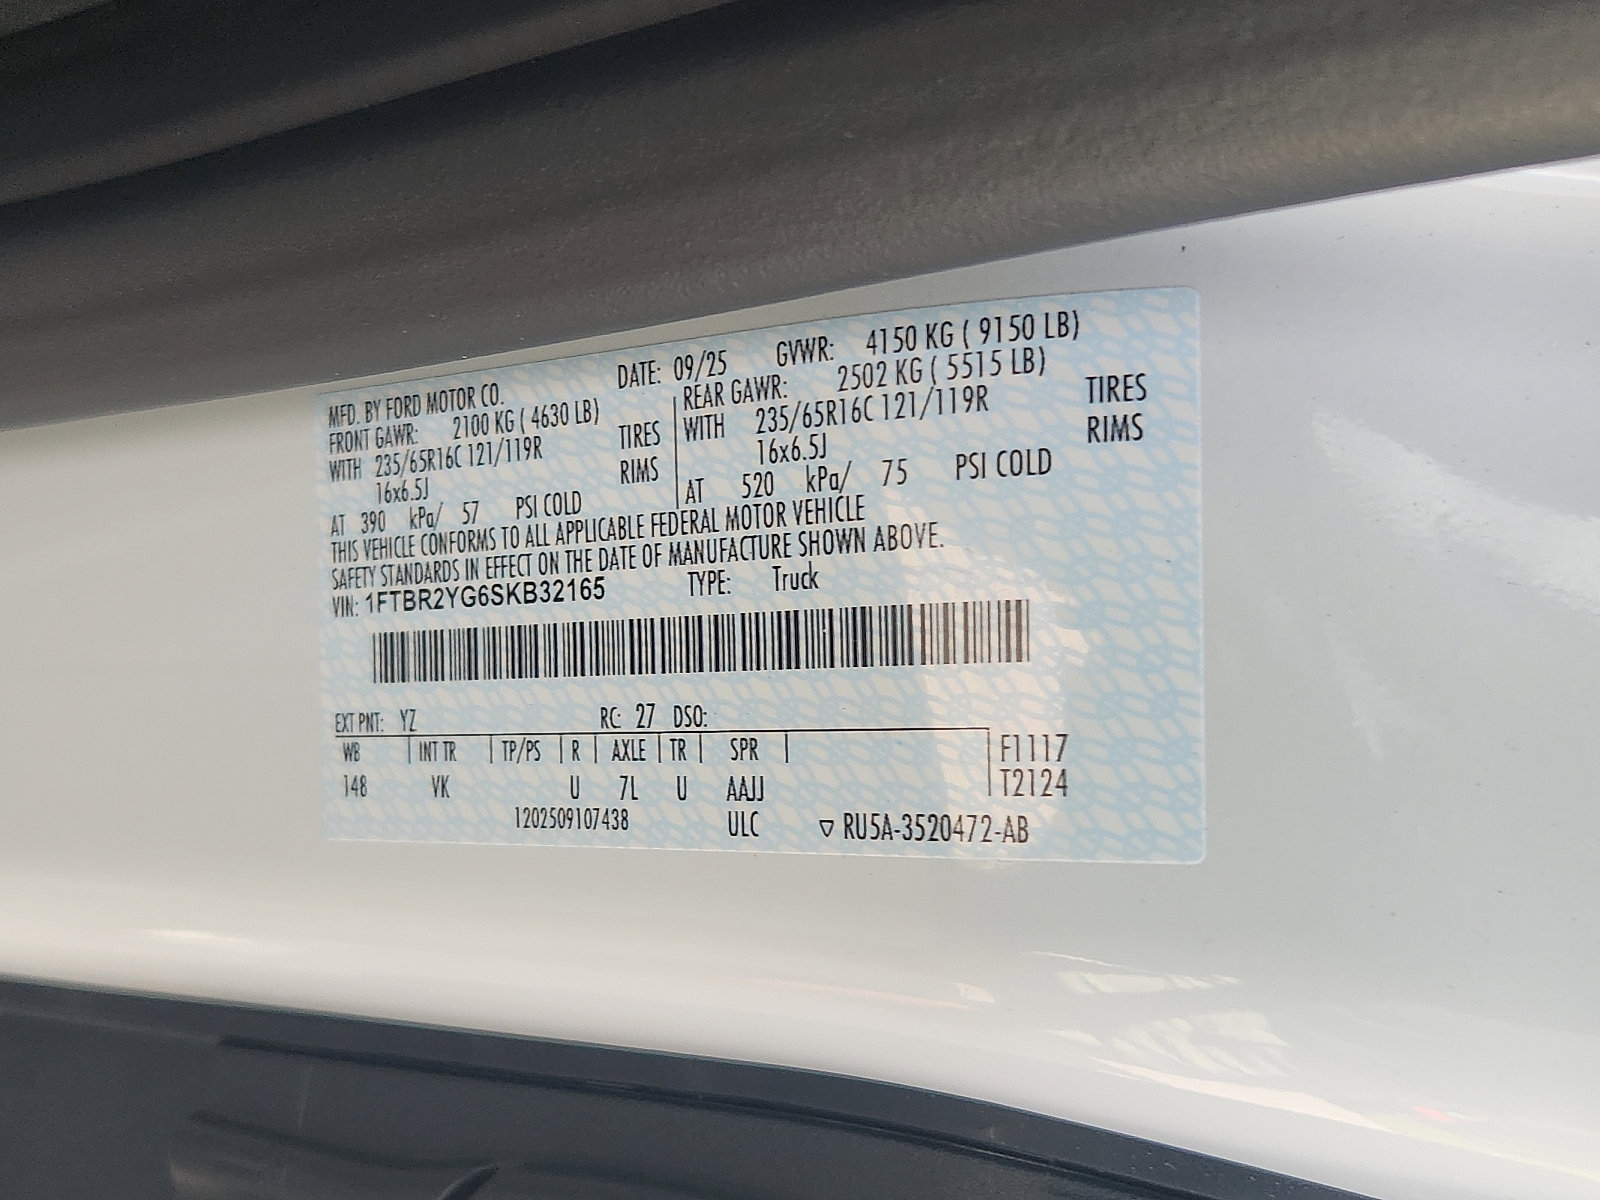 MFD. BY FORD MOTOR CO. DATE: 09/25 GVWR: 4150 KG ( 9150 LB)
FRONT GAWR: 2100 KG ( 4630 LB)
WITH 235/65R16C 121/119R TIRES
16x6.5J RIMS
AT 390 kPa/ 57 PSI COLD
REAR GAWR: 2502 KG ( 5515 LB)
WITH 235/65R16C 121/119R TIRES
16x6.5J RIMS
AT 520 kPa/ 75 PSI COLD
THIS VEHICLE CONFORMS TO ALL APPLICABLE FEDERAL MOTOR VEHICLE
SAFETY STANDARDS IN EFFECT ON THE DATE OF MANUFACTURE SHOWN ABOVE.
VIN: 1FTBR2YG6SKB32165 TYPE: Truck
EXT PNT: YZ RC: 27 DSO:
WB INT TR TP/PS R AXLE TR SPR F1117
148 VK U 7L U AAJJ T2124
1202509107438 ULC ▽ RU5A-3520472-AB